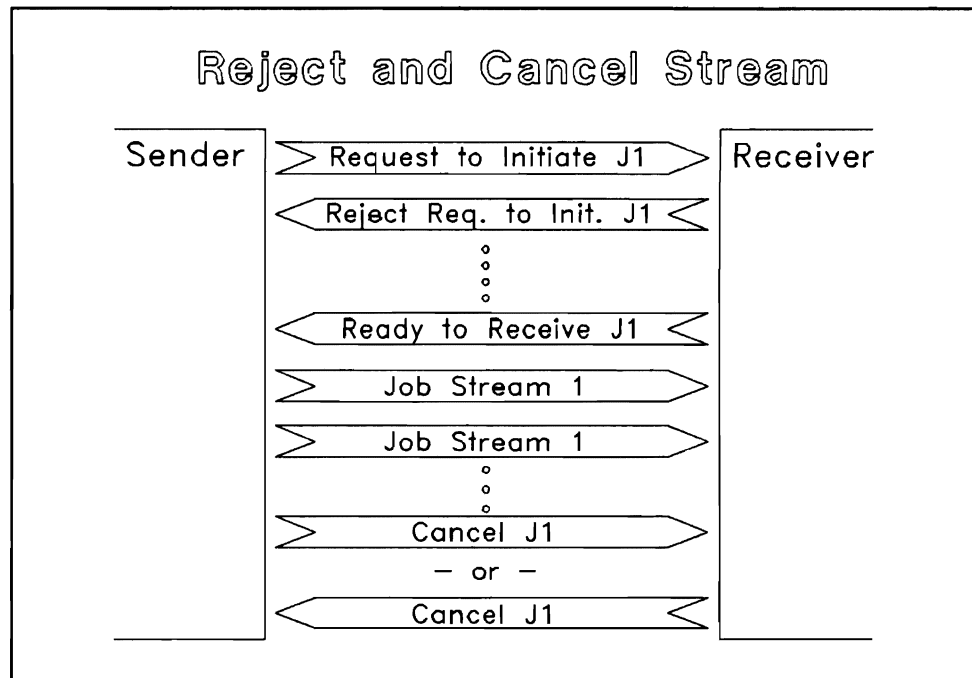 Reject and Cancel Stream
Sender
Request to Initiate J1
Receiver
Reject Req. to Init. J1
Ready to Receive J1
Job Stream 1
Job Stream 1
Cancel J1
– or –
Cancel J1